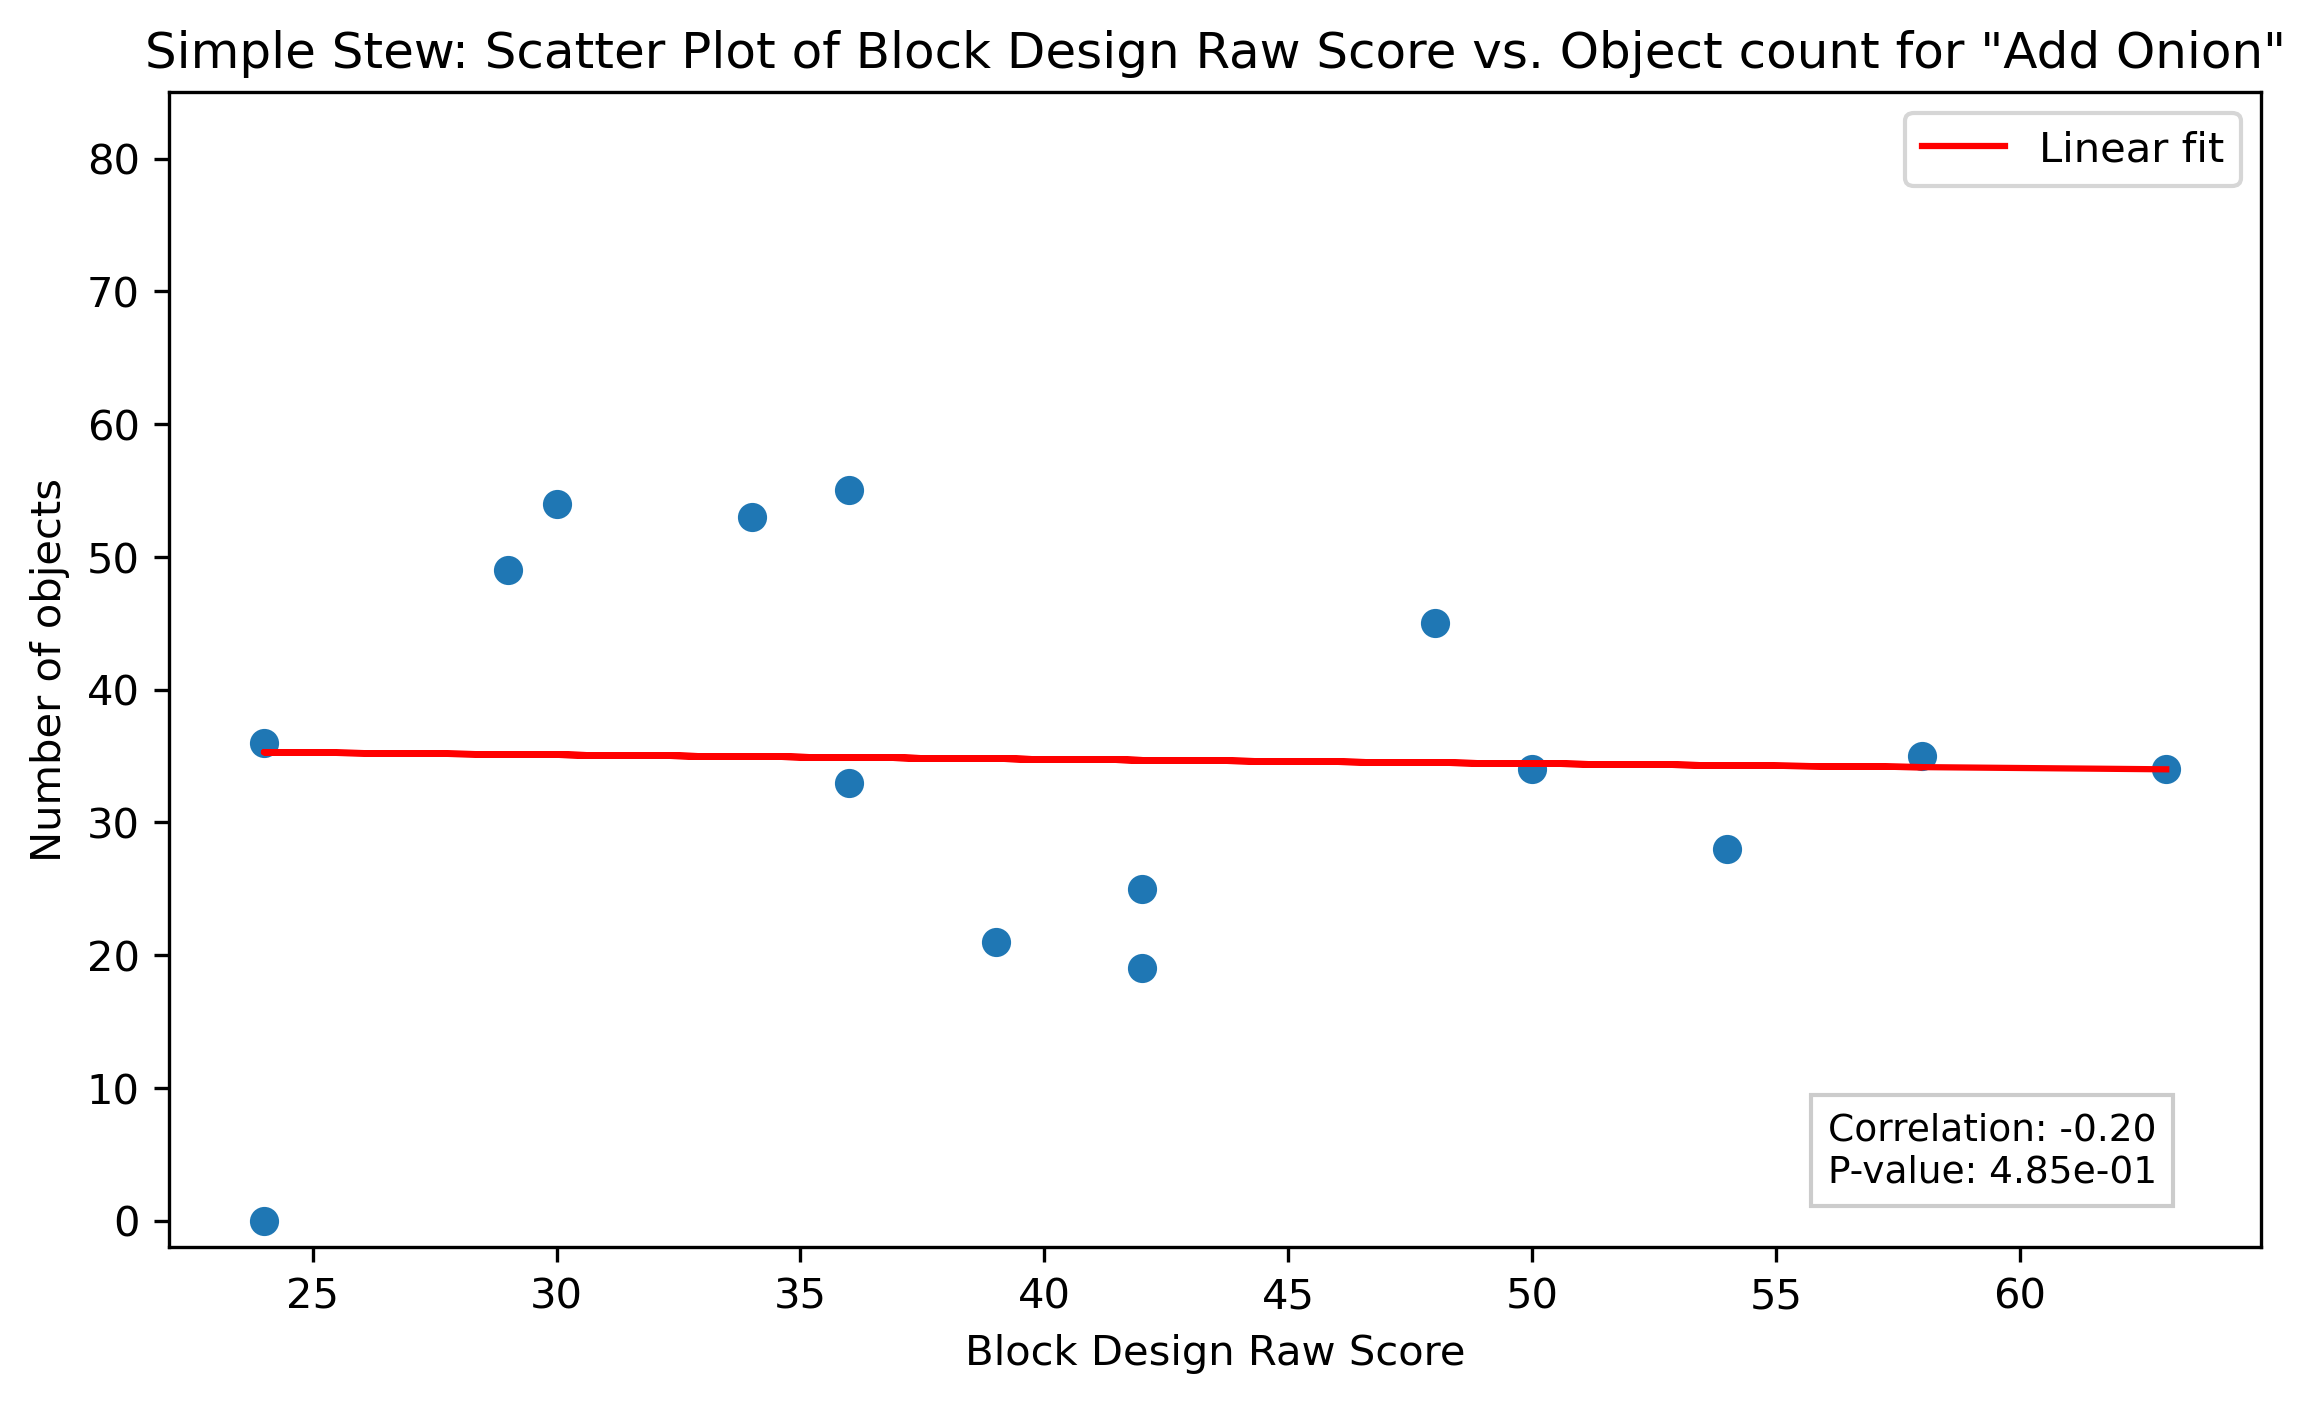 Simple Stew: Scatter Plot of Block Design Raw Score vs. Object count for "Add Onion"
Linear fit
80
70
60
50
40
30
20
10
0
Number of objects
Correlation: -0.20
P-value: 4.85e-01
25 30 35 40 45 50 55 60
Block Design Raw Score